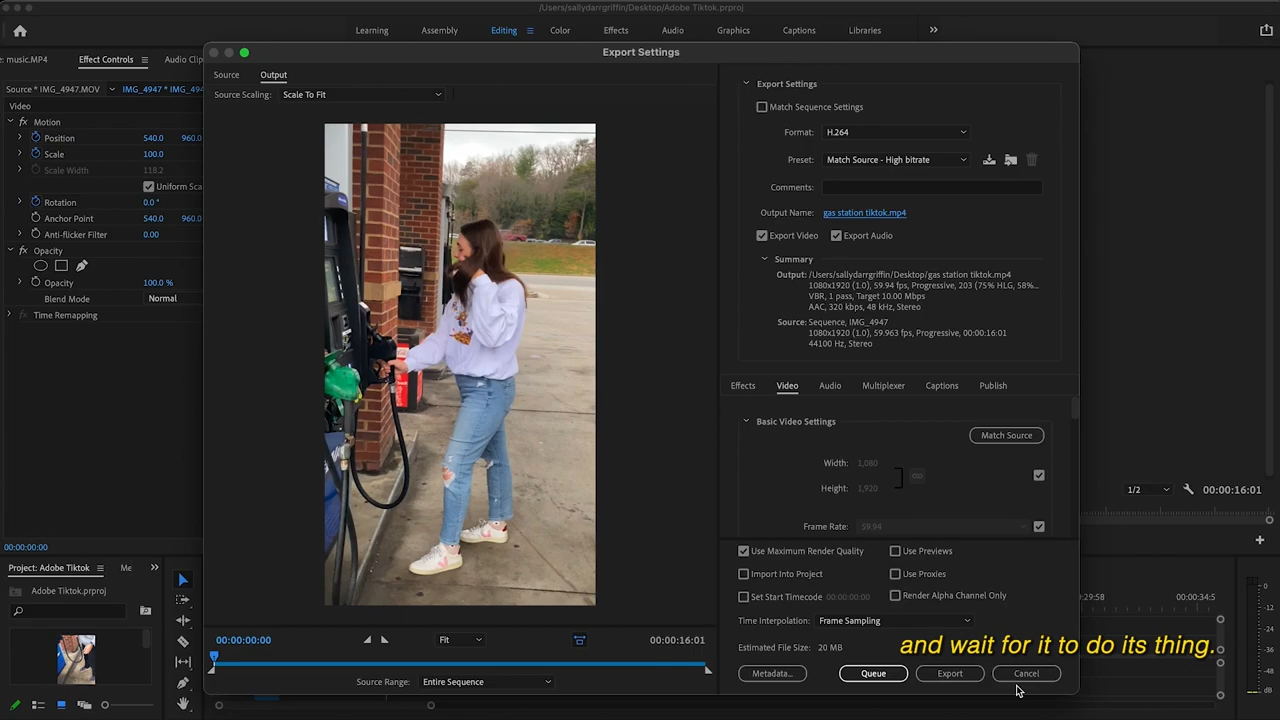 /Users/sallydarrgriffin/Desktop/Adobe Tiktok.prproj
Learning Assembly Editing Color Effects Audio Graphics Captions Libraries
e: music.MP4 Effect Controls Audio Clip
Export Settings
Source Output
Source Scaling: Scale To Fit
Source * IMG_4947.MOV IMG_4947 * IMG_494
Video
fx Motion
Position 540.0 960.0
Scale 100.0
Scale Width 118.2
Uniform Sca
Rotation 0.0 °
Anchor Point 540.0 960.0
Anti-flicker Filter 0.00
fx Opacity
Opacity 100.0 %
Blend Mode Normal
Time Remapping
00:00:00:00
Export Settings
Match Sequence Settings
Format: H.264
Preset: Match Source - High bitrate
Comments:
Output Name: gas station tiktok.mp4
Export Video Export Audio
Summary
Output: /Users/sallydarrgriffin/Desktop/gas station tiktok.mp4
1080x1920 (1.0), 59.94 fps, Progressive, 203 (75% HLG, 58%...
VBR, 1 pass, Target 10.00 Mbps
AAC, 320 kbps, 48 kHz, Stereo
Source: Sequence, IMG_4947
1080x1920 (1.0), 59.963 fps, Progressive, 00:00:16:01
44100 Hz, Stereo
Effects Video Audio Multiplexer Captions Publish
Basic Video Settings
Match Source
Width: 1,080
Height: 1,920
Frame Rate: 59.94
Use Maximum Render Quality Use Previews
Import Into Project Use Proxies
Set Start Timecode 00:00:00:00 Render Alpha Channel Only
Time Interpolation: Frame Sampling
Estimated File Size: 20 MB
and wait for it to do its thing.
Metadata... Queue Export Cancel
00:00:00:00 Fit 00:00:16:01
Source Range: Entire Sequence
1/2 00:00:16:01
Project: Adobe Tiktok Me
Adobe Tiktok.prproj
:29:58 00:00:34:5
0
-12
-24
-36
-48
dB